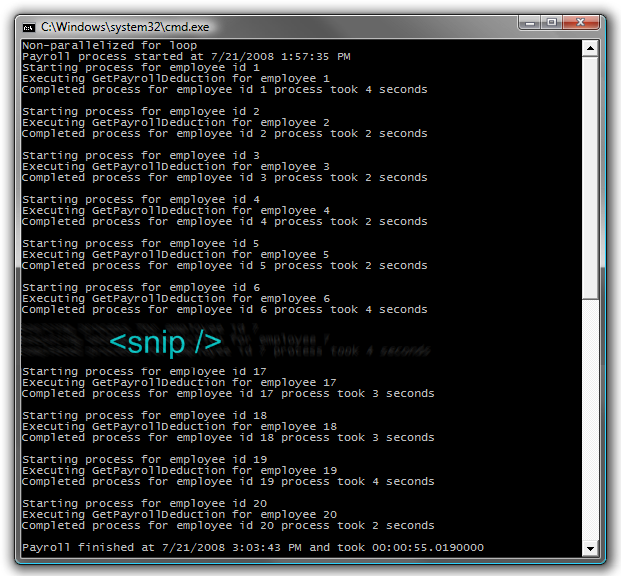 C:\Windows\system32\cmd.exe
Non-parallelized for loop
Payroll process started at 7/21/2008 1:57:35 PM
Starting process for employee id 1
Executing GetPayrollDeduction for employee 1
Completed process for employee id 1 process took 4 seconds
Starting process for employee id 2
Executing GetPayrollDeduction for employee 2
Completed process for employee id 2 process took 2 seconds
Starting process for employee id 3
Executing GetPayrollDeduction for employee 3
Completed process for employee id 3 process took 2 seconds
Starting process for employee id 4
Executing GetPayrollDeduction for employee 4
Completed process for employee id 4 process took 2 seconds
Starting process for employee id 5
Executing GetPayrollDeduction for employee 5
Completed process for employee id 5 process took 2 seconds
Starting process for employee id 6
Executing GetPayrollDeduction for employee 6
Completed process for employee id 6 process took 4 seconds
<snip />
process took 4 seconds
Starting process for employee id 17
Executing GetPayrollDeduction for employee 17
Completed process for employee id 17 process took 3 seconds
Starting process for employee id 18
Executing GetPayrollDeduction for employee 18
Completed process for employee id 18 process took 3 seconds
Starting process for employee id 19
Executing GetPayrollDeduction for employee 19
Completed process for employee id 19 process took 4 seconds
Starting process for employee id 20
Executing GetPayrollDeduction for employee 20
Completed process for employee id 20 process took 2 seconds
Payroll finished at 7/21/2008 3:03:43 PM and took 00:00:55.0190000